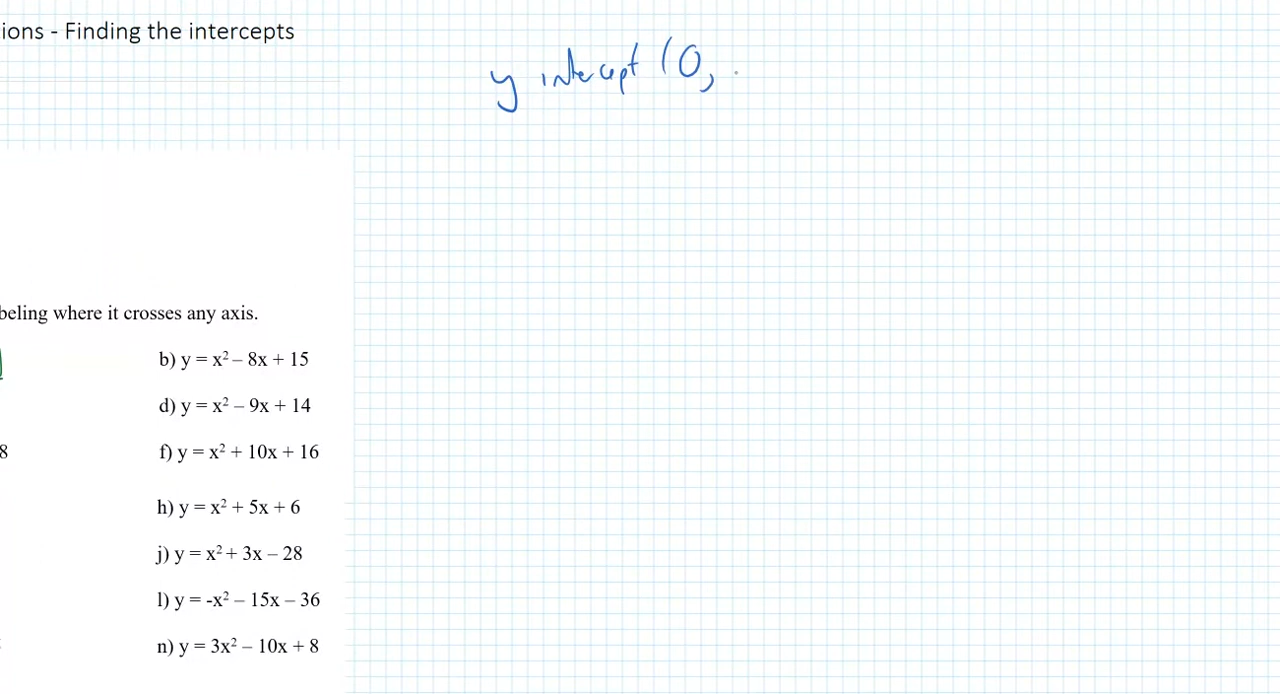 ions - Finding the intercepts
y intercept (0,
beling where it crosses any axis.
b) y = x² – 8x + 15
d) y = x² – 9x + 14
8
f) y = x² + 10x + 16
h) y = x² + 5x + 6
j) y = x² + 3x – 28
l) y = -x² – 15x – 36
n) y = 3x² – 10x + 8